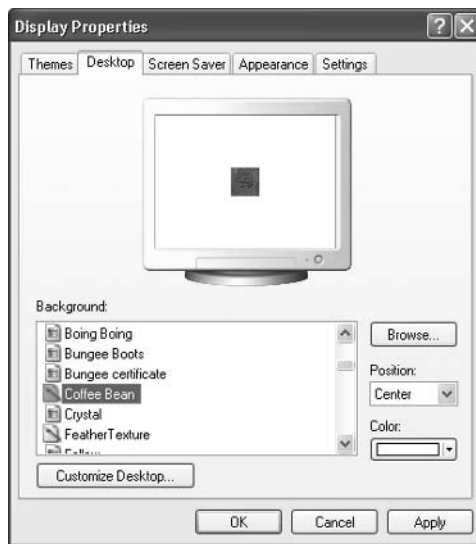 Display Properties
Themes Desktop Screen Saver Appearance Settings
Background:
Boing Boing
Bungee Boots
Bungee certificate
Coffee Bean
Crystal
FeatherTexture
Browse...
Position:
Center
Color:
Customize Desktop...
OK Cancel Apply